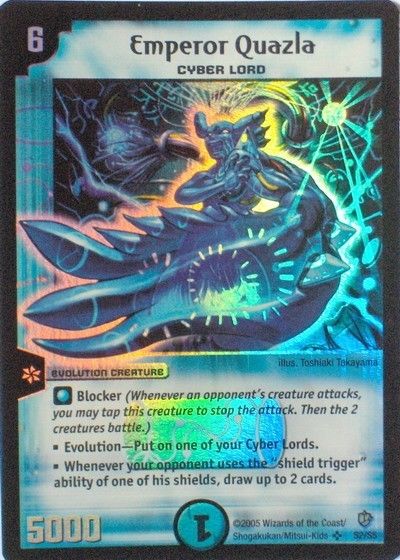 6
Emperor Quazla
CYBER LORD
illus. Toshiaki Takayama
EVOLUTION CREATURE
Blocker (Whenever an opponent's creature attacks,
you may tap this creature to stop the attack. Then the 2
creatures battle.)
▪ Evolution—Put on one of your Cyber Lords.
▪ Whenever your opponent uses the "shield trigger"
ability of one of his shields, draw up to 2 cards.
5000
1
©2005 Wizards of the Coast/
Shogakukan/Mitsui-Kids
S2/S5